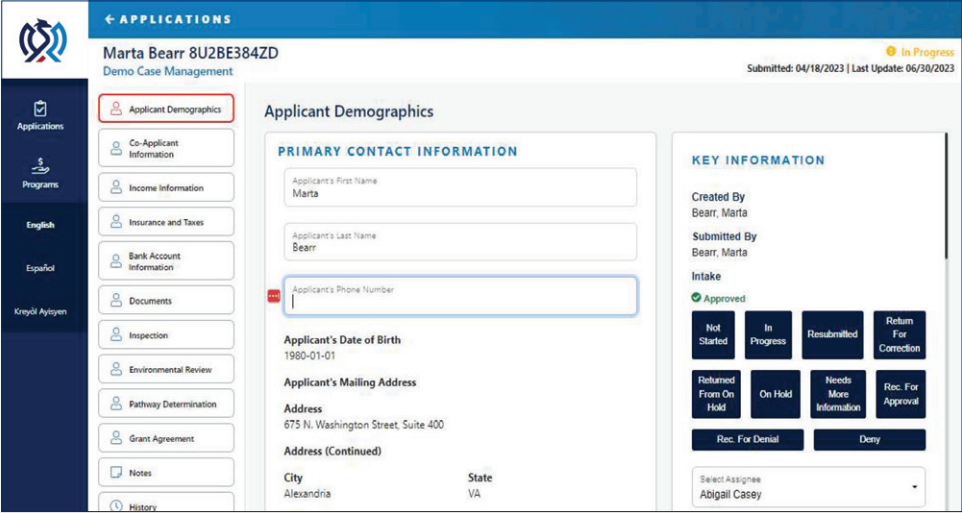 ← APPLICATIONS
Marta Bearr 8U2BE384ZD
Demo Case Management
In Progress
Submitted: 04/18/2023 | Last Update: 06/30/2023
Applications
Programs
English
Español
Kreyòl Ayisyen
Applicant Demographics
Co-Applicant
Information
Income Information
Insurance and Taxes
Bank Account
Information
Documents
Inspection
Environmental Review
Pathway Determination
Grant Agreement
Notes
History
Applicant Demographics
PRIMARY CONTACT INFORMATION
Applicant's First Name
Marta
Applicant's Last Name
Bearr
Applicant's Phone Number
Applicant's Date of Birth
1980-01-01
Applicant's Mailing Address
Address
675 N. Washington Street, Suite 400
Address (Continued)
City State
Alexandria VA
KEY INFORMATION
Created By
Bearr, Marta
Submitted By
Bearr, Marta
Intake
Approved
Not
Started
In
Progress
Resubmitted
Return
For
Correction
Returned
From On
Hold
On Hold
Needs
More
Information
Rec. For
Approval
Rec. For Denial
Deny
Select Assignee
Abigail Casey